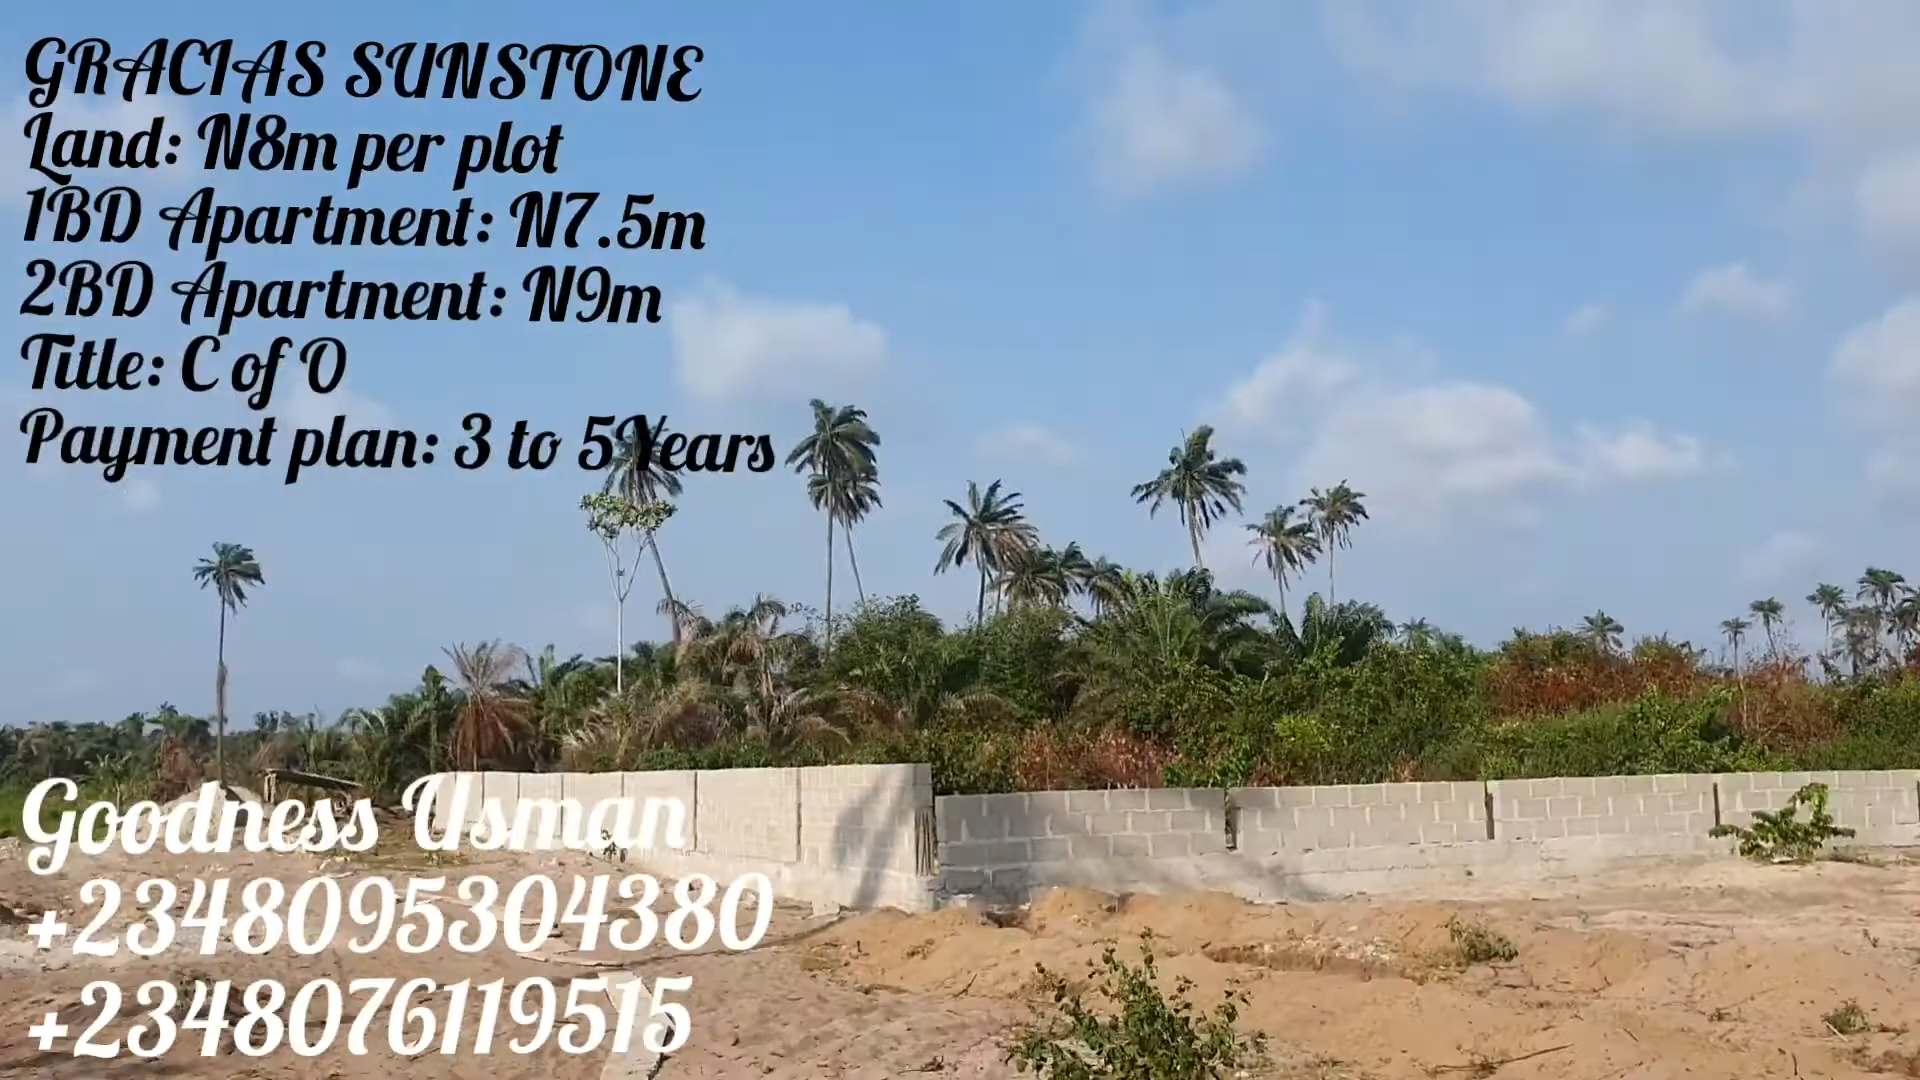 GRACIAS SUNSTONE
Land: N8m per plot
1BD Apartment: N7.5m
2BD Apartment: N9m
Title: C of O
Payment plan: 3 to 5Years
Goodness Usman
+2348095304380
+2348076119515